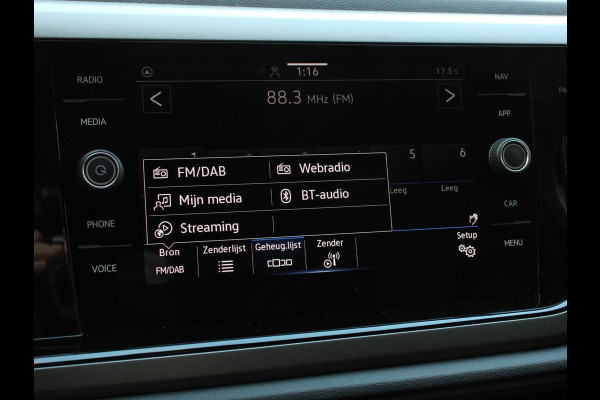 RADIO
MEDIA
PHONE
VOICE
1:16
17.5°C
88.3 MHz (FM)
5 6
Leeg Leeg
FM/DAB Webradio
Mijn media BT-audio
Streaming
Bron Zenderlijst Geheug.lijst Zender Setup
FM/DAB
NAV
APP
CAR
MENU